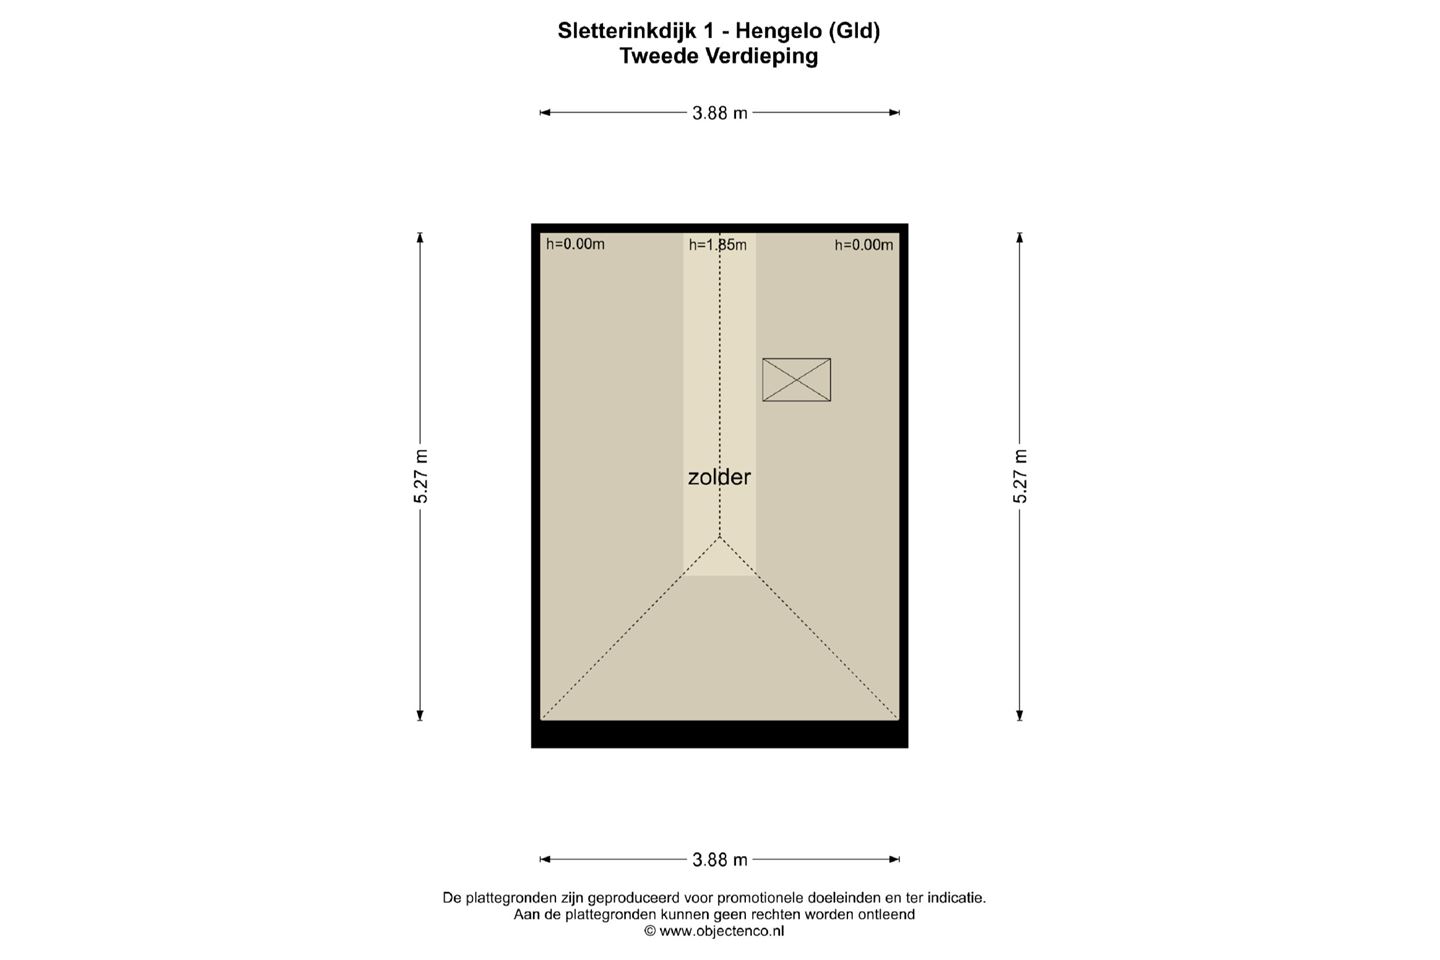 Sletterinkdijk 1 - Hengelo (Gld)
Tweede Verdieping
3.88 m
h=0.00m h=1.85m h=0.00m
5.27 m 5.27 m
zolder
3.88 m
De plattegronden zijn geproduceerd voor promotionele doeleinden en ter indicatie.
Aan de plattegronden kunnen geen rechten worden ontleend
© www.objectenco.nl